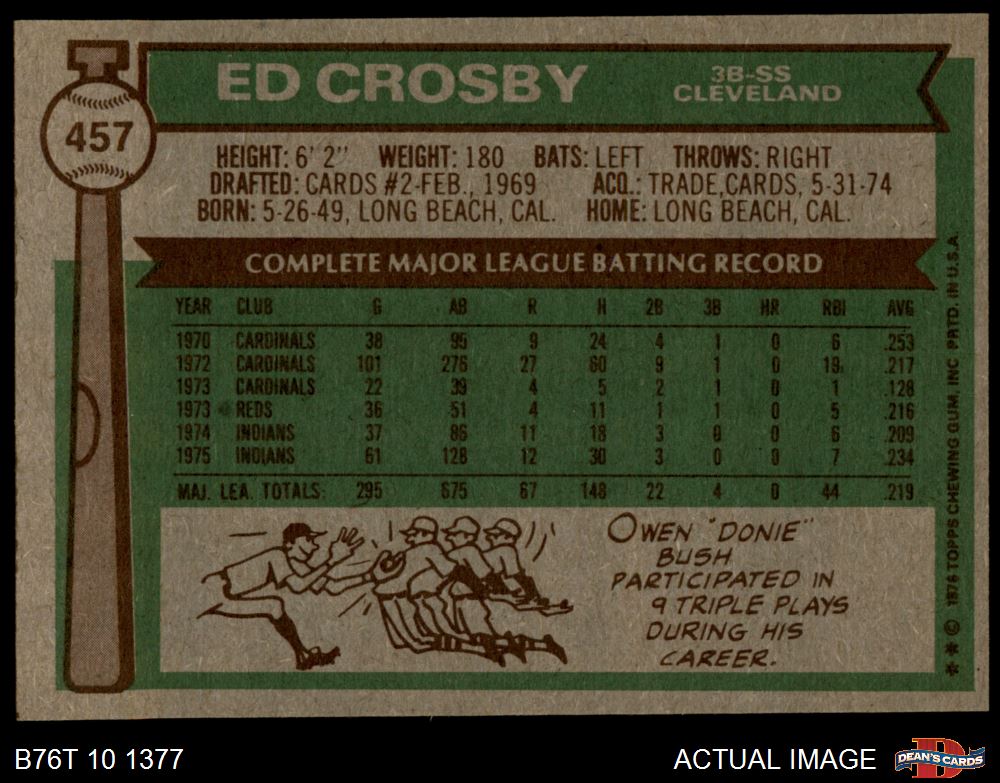 457
ED CROSBY
3B-SS
CLEVELAND
HEIGHT: 6' 2" WEIGHT: 180 BATS: LEFT THROWS: RIGHT
DRAFTED: CARDS #2-FEB., 1969 ACQ.: TRADE,CARDS, 5-31-74
BORN: 5-26-49, LONG BEACH, CAL. HOME: LONG BEACH, CAL.
COMPLETE MAJOR LEAGUE BATTING RECORD
YEAR CLUB G AB R H 2B 3B HR RBI AVG
1970 CARDINALS 38 95 9 24 4 1 0 6 .253
1972 CARDINALS 101 276 27 60 9 1 0 19 .217
1973 CARDINALS 22 39 4 5 2 1 0 1 .128
1973 REDS 36 51 4 11 1 1 0 5 .216
1974 INDIANS 37 86 11 18 3 0 0 6 .209
1975 INDIANS 61 128 12 30 3 0 0 7 .234
MAJ. LEA. TOTALS 295 675 67 148 22 4 0 44 .219
OWEN "DONIE"
BUSH
PARTICIPATED IN
9 TRIPLE PLAYS
DURING HIS
CAREER.
** © 1976 TOPPS CHEWING GUM, INC PRTD. IN U.S.A.
B76T 10 1377
ACTUAL IMAGE
D
DEAN'S CARDS